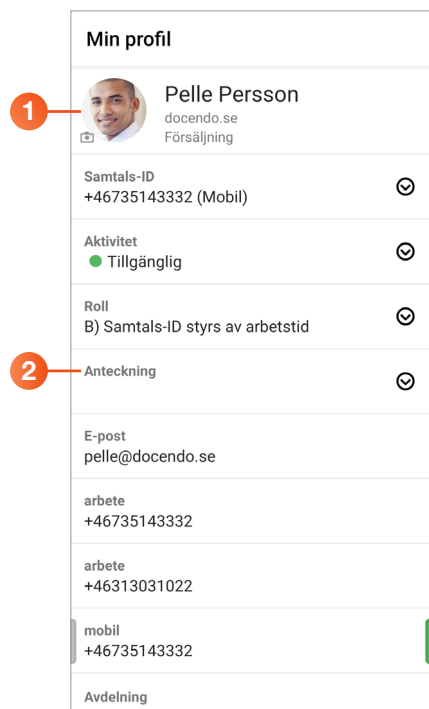 Min profil
1
Pelle Persson
docendo.se
Försäljning
Samtals-ID
+46735143332 (Mobil)
Aktivitet
Tillgänglig
Roll
B) Samtals-ID styrs av arbetstid
2
Anteckning
E-post
pelle@docendo.se
arbete
+46735143332
arbete
+46313031022
mobil
+46735143332
Avdelning